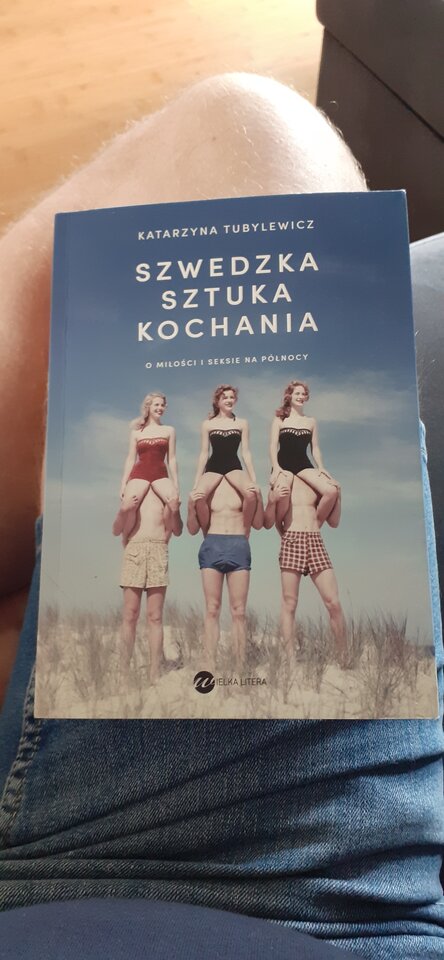 KATARZYNA TUBYLEWICZ
SZWEDZKA
SZTUKA
KOCHANIA
O MIŁOŚCI I SEKSIE NA PÓŁNOCY
WIELKA LITERA